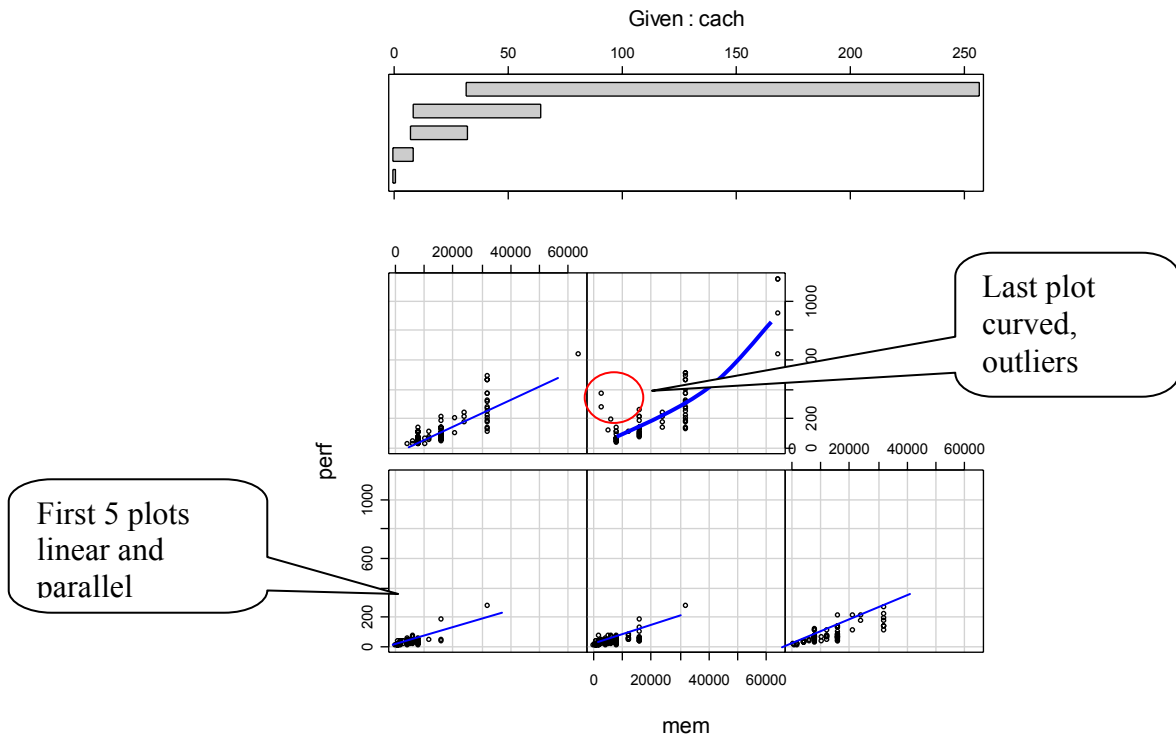 Given : cach
0 50 100 150 200 250
0 20000 40000 60000
Last plot
curved,
outliers
0 200 600 1000
perf
0 20000 40000 60000
First 5 plots
linear and
parallel
0 200 600 1000
0 20000 40000 60000
mem